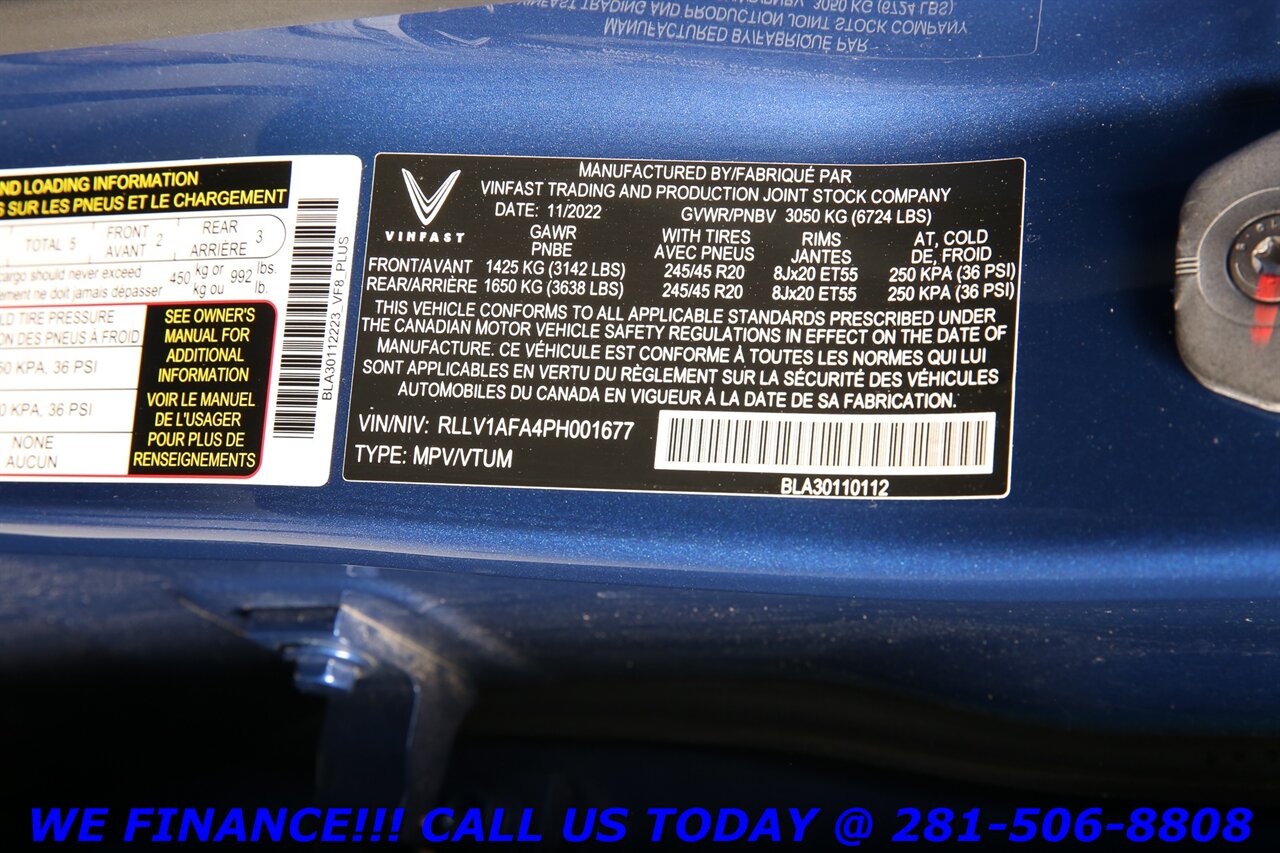 ND LOADING INFORMATION
S SUR LES PNEUS ET LE CHARGEMENT
TOTAL 5
FRONT
AVANT 2
REAR
ARRIÈRE 3
cargo should never exceed
ement ne doit jamais dépasser
450 kg or 992 lbs.
kg ou lb.
LD TIRE PRESSURE
ON DES PNEUS À FROID
50 KPA, 36 PSI
0 KPA, 36 PSI
NONE
AUCUN
SEE OWNER'S
MANUAL FOR
ADDITIONAL
INFORMATION
VOIR LE MANUEL
DE L'USAGER
POUR PLUS DE
RENSEIGNEMENTS
BLA30112223_VF8_PLUS
VINFAST
MANUFACTURED BY/FABRIQUÉ PAR
VINFAST TRADING AND PRODUCTION JOINT STOCK COMPANY
DATE: 11/2022 GVWR/PNBV 3050 KG (6724 LBS)
GAWR WITH TIRES RIMS AT, COLD
PNBE AVEC PNEUS JANTES DE, FROID
FRONT/AVANT 1425 KG (3142 LBS) 245/45 R20 8Jx20 ET55 250 KPA (36 PSI)
REAR/ARRIÈRE 1650 KG (3638 LBS) 245/45 R20 8Jx20 ET55 250 KPA (36 PSI)
THIS VEHICLE CONFORMS TO ALL APPLICABLE STANDARDS PRESCRIBED UNDER
THE CANADIAN MOTOR VEHICLE SAFETY REGULATIONS IN EFFECT ON THE DATE OF
MANUFACTURE. CE VÉHICULE EST CONFORME À TOUTES LES NORMES QUI LUI
SONT APPLICABLES EN VERTU DU RÈGLEMENT SUR LA SÉCURITÉ DES VÉHICULES
AUTOMOBILES DU CANADA EN VIGUEUR À LA DATE DE SA FABRICATION.
VIN/NIV: RLLV1AFA4PH001677
TYPE: MPV/VTUM
BLA30110112
WE FINANCE!!! CALL US TODAY @ 281-506-8808